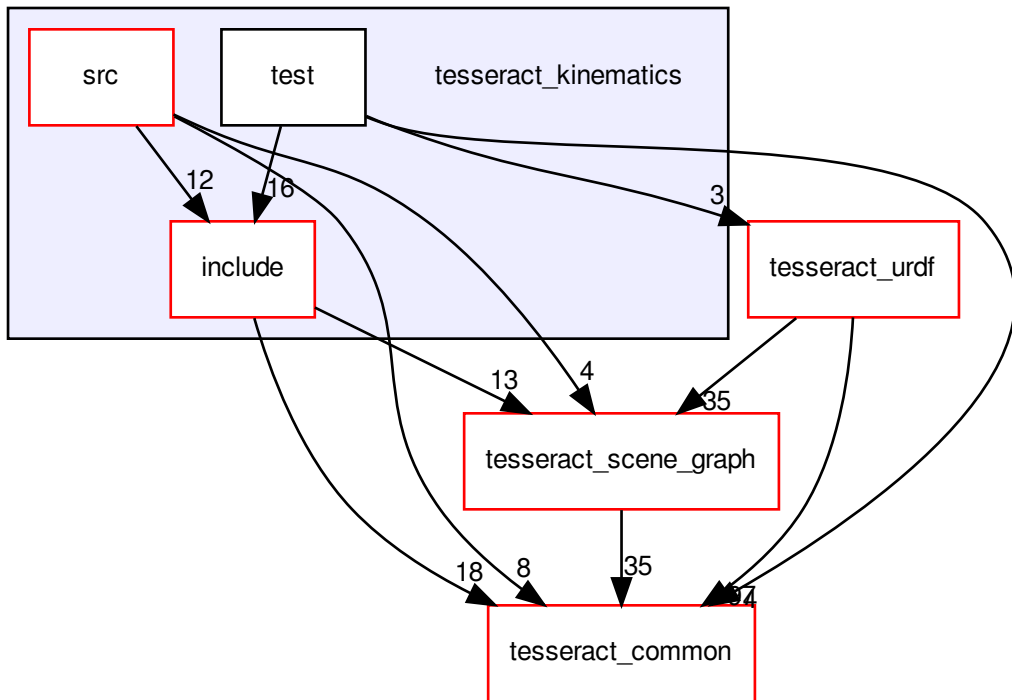 src
test
tesseract_kinematics
12
16
3
include
tesseract_urdf
13
4
35
tesseract_scene_graph
18
8
35
tesseract_common